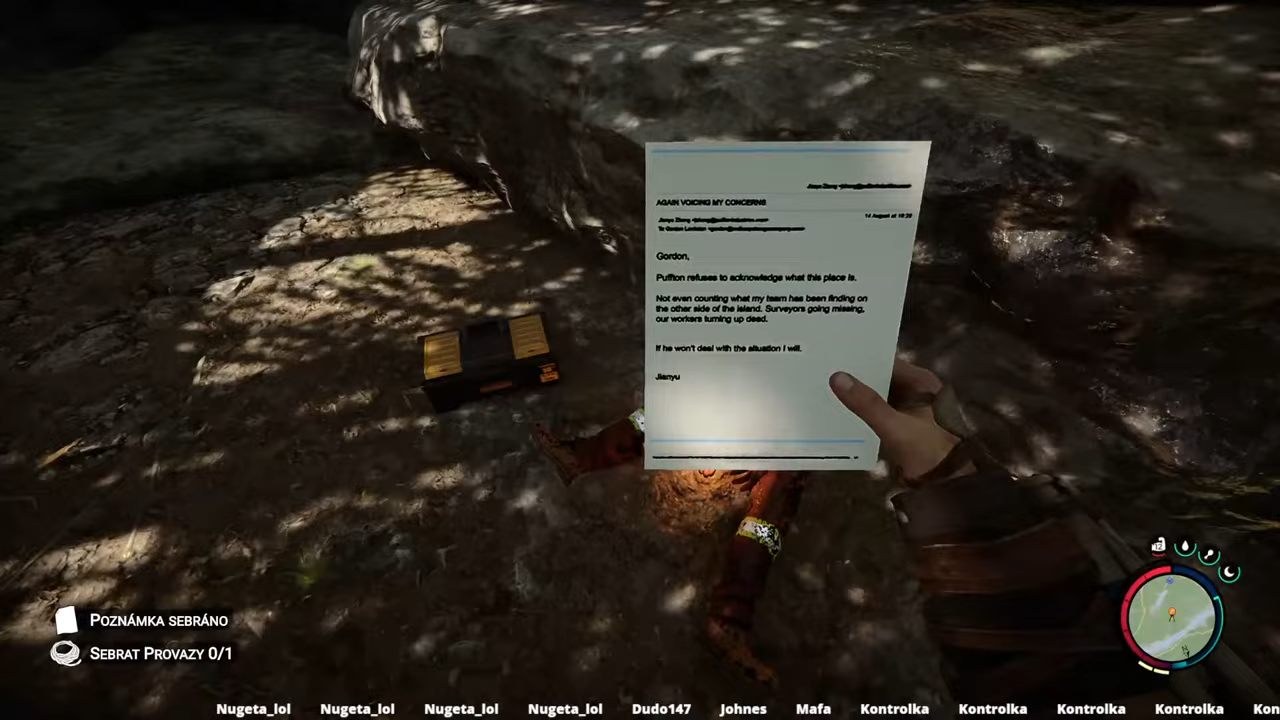 AGAIN VOICING MY CONCERNS
14 August at 16:20
Gordon,
Puffton refuses to acknowledge what this place is.
Not even counting what my team has been finding on
the other side of the island. Surveyors going missing,
our workers turning up dead.
If he won't deal with the situation I will.
Jianyu
12
N
POZNÁMKA SEBRÁNO
SEBRAT PROVAZY 0/1
Nugeta_lol Nugeta_lol Nugeta_lol Nugeta_lol Dudo147 Johnes Mafa Kontrolka Kontrolka Kontrolka Kontrolka Kon